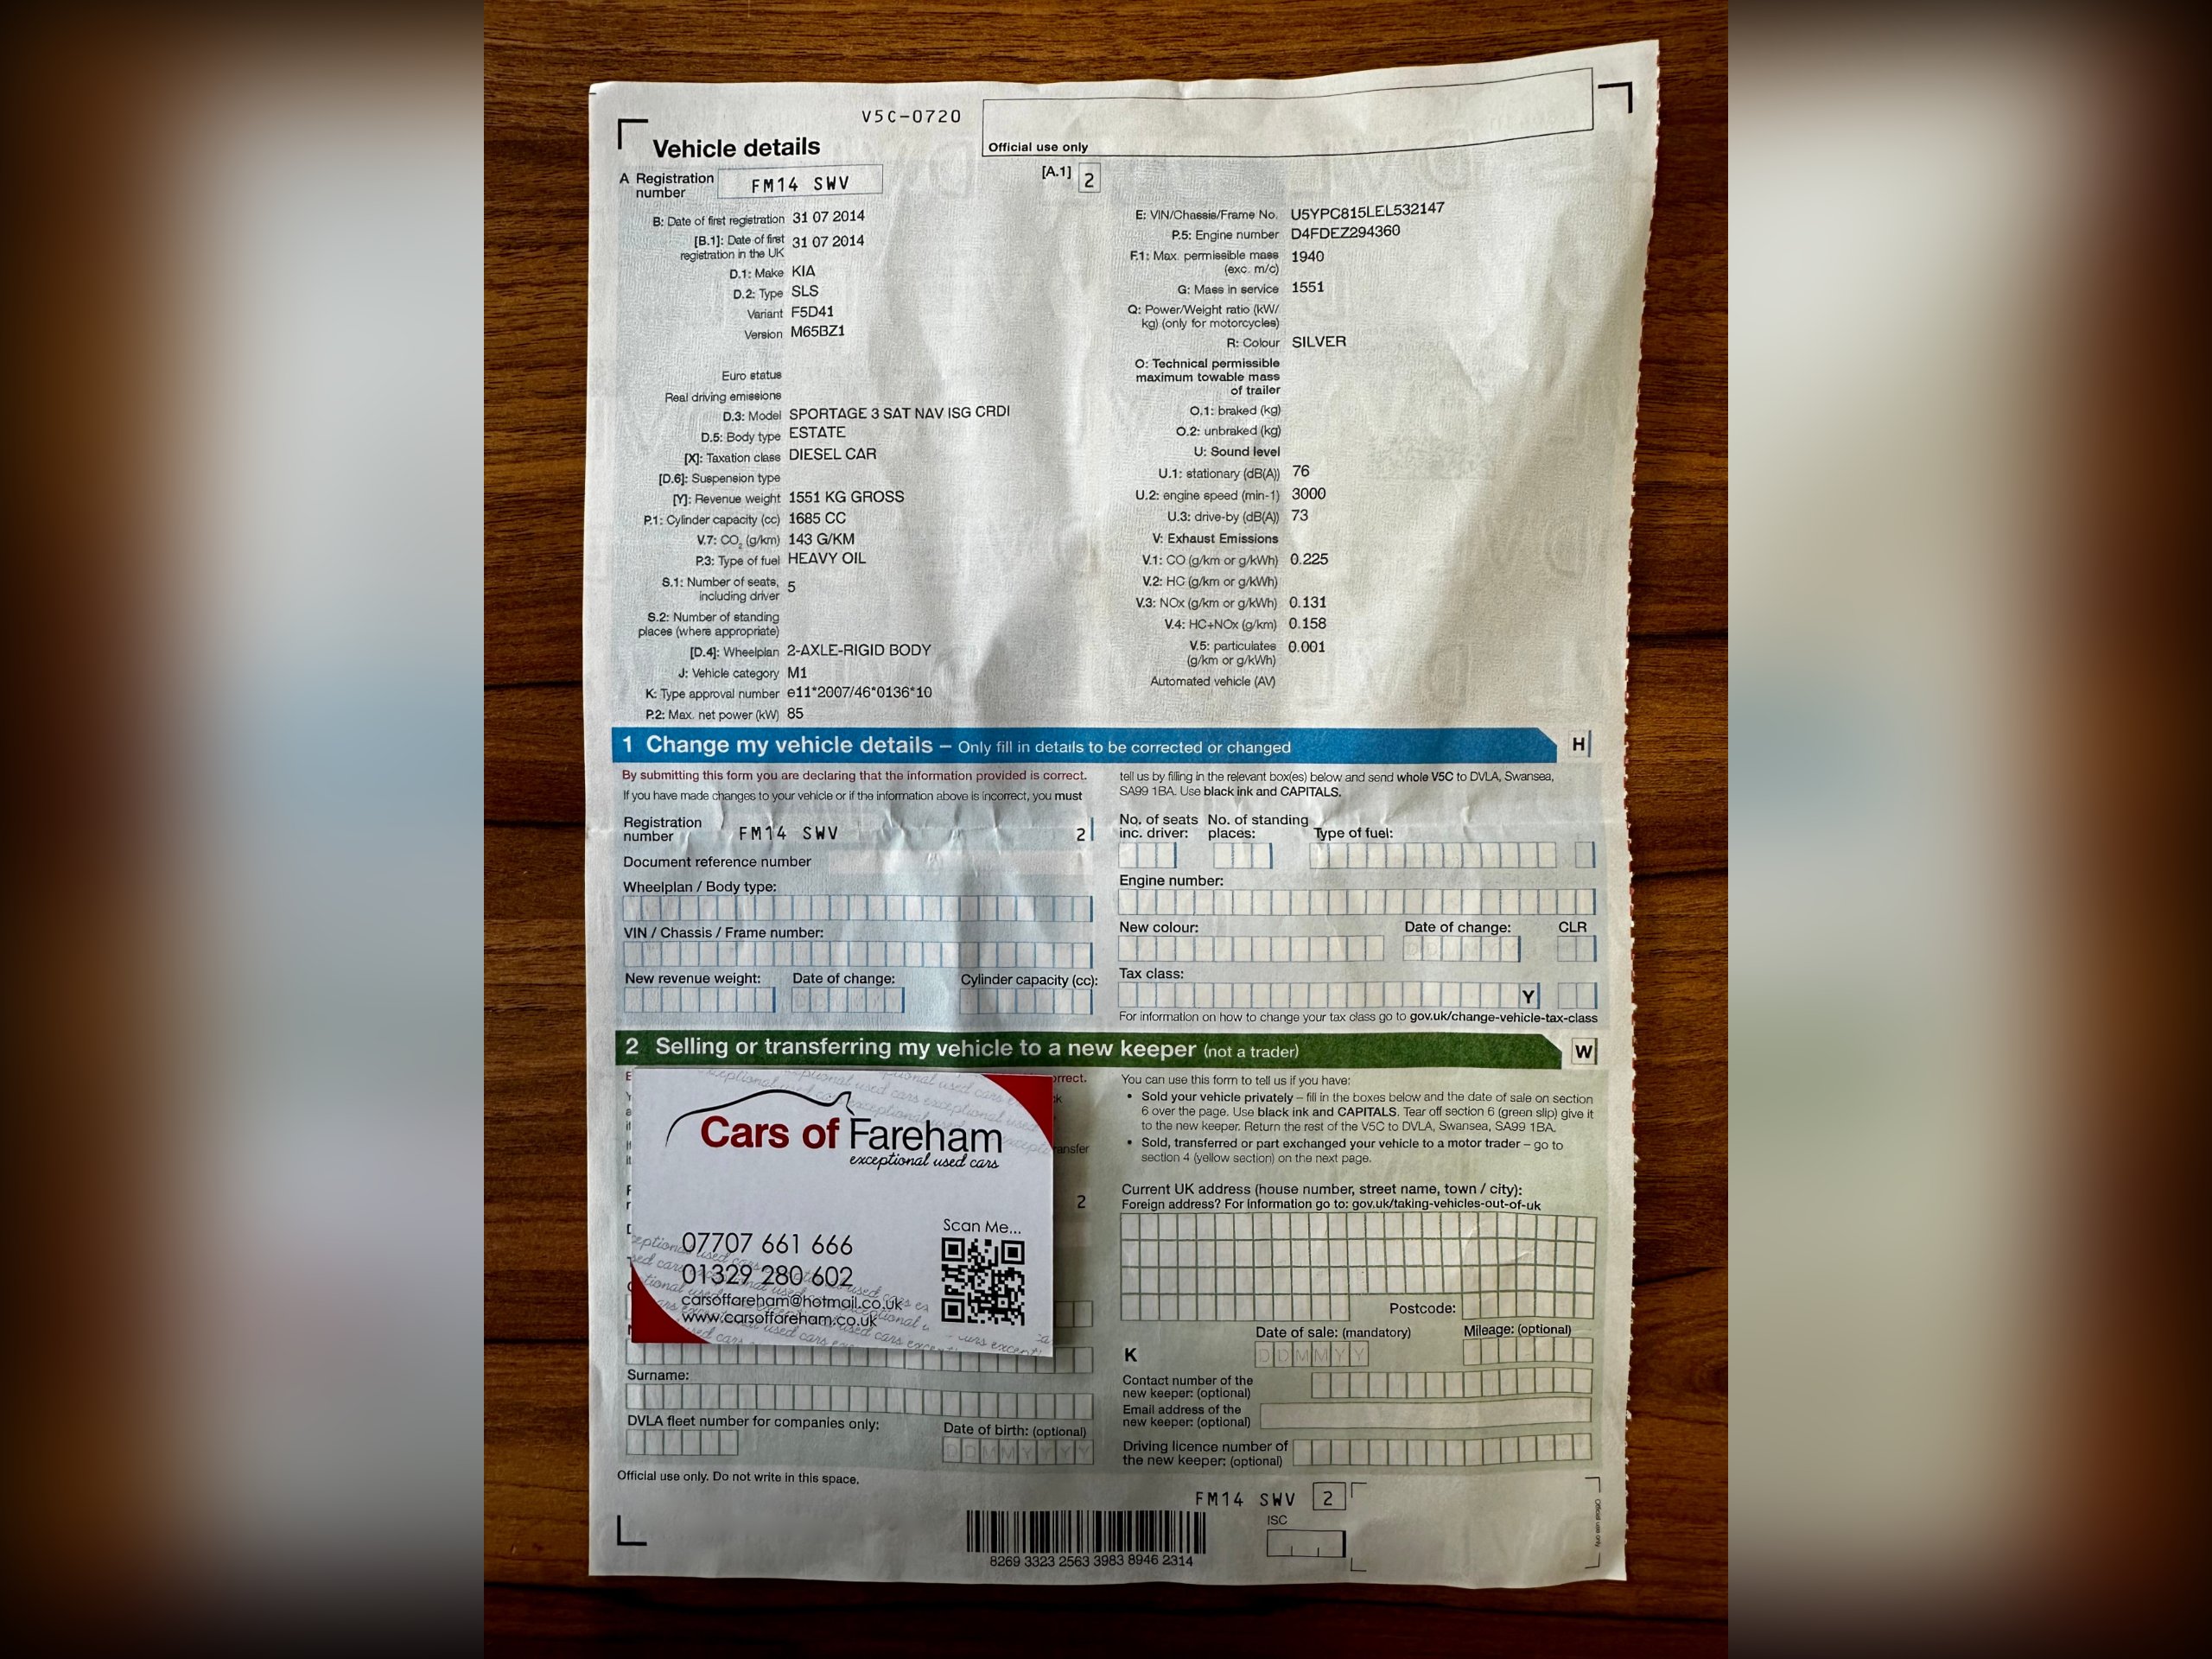 V5C-0720
Official use only
Vehicle details
A Registration number FM14 SWV
[A.1] 2
B: Date of first registration 31 07 2014
[B.1]: Date of first registration in the UK 31 07 2014
D.1: Make KIA
D.2: Type SLS
Variant F5D41
Version M65BZ1
Euro status
Real driving emissions
D.3: Model SPORTAGE 3 SAT NAV ISG CRDI
D.5: Body type ESTATE
[X]: Taxation class DIESEL CAR
[D.6]: Suspension type
[Y]: Revenue weight 1551 KG GROSS
P.1: Cylinder capacity (cc) 1685 CC
V.7: CO2 (g/km) 143 G/KM
P.3: Type of fuel HEAVY OIL
S.1: Number of seats, including driver 5
S.2: Number of standing places (where appropriate)
[D.4]: Wheelplan 2-AXLE-RIGID BODY
J: Vehicle category M1
K: Type approval number e11*2007/46*0136*10
P.2: Max. net power (kW) 85
E: VIN/Chassis/Frame No. U5YPC815LEL532147
P.5: Engine number D4FDEZ294360
F.1: Max. permissible mass (exc. m/c) 1940
G: Mass in service 1551
Q: Power/Weight ratio (kW/kg) (only for motorcycles)
R: Colour SILVER
O: Technical permissible maximum towable mass of trailer
O.1: braked (kg)
O.2: unbraked (kg)
U: Sound level
U.1: stationary (dB(A)) 76
U.2: engine speed (min-1) 3000
U.3: drive-by (dB(A)) 73
V: Exhaust Emissions
V.1: CO (g/km or g/kWh) 0.225
V.2: HC (g/km or g/kWh)
V.3: NOx (g/km or g/kWh) 0.131
V.4: HC+NOx (g/km) 0.158
V.5: particulates (g/km or g/kWh) 0.001
Automated vehicle (AV)
1 Change my vehicle details – Only fill in details to be corrected or changed
H
By submitting this form you are declaring that the information provided is correct.
If you have made changes to your vehicle or if the information above is incorrect, you must
tell us by filling in the relevant box(es) below and send whole V5C to DVLA, Swansea,
SA99 1BA. Use black ink and CAPITALS.
Registration number FM14 SWV 2
Document reference number
Wheelplan / Body type:
VIN / Chassis / Frame number:
New revenue weight: Date of change: Cylinder capacity (cc):
No. of seats inc. driver: No. of standing places: Type of fuel:
Engine number:
New colour: Date of change: CLR
Tax class:
Y
For information on how to change your tax class go to gov.uk/change-vehicle-tax-class
2 Selling or transferring my vehicle to a new keeper (not a trader)
W
Cars of Fareham
exceptional used cars
Scan Me...
07707 661 666
01329 280 602
carsoffareham@hotmail.co.uk
www.carsoffareham.co.uk
2
Surname:
DVLA fleet number for companies only: Date of birth: (optional)
DDMMYYYY
You can use this form to tell us if you have:
• Sold your vehicle privately – fill in the boxes below and the date of sale on section
6 over the page. Use black ink and CAPITALS. Tear off section 6 (green slip) give it
to the new keeper. Return the rest of the V5C to DVLA, Swansea, SA99 1BA.
• Sold, transferred or part exchanged your vehicle to a motor trader – go to
section 4 (yellow section) on the next page.
Current UK address (house number, street name, town / city):
Foreign address? For information go to: gov.uk/taking-vehicles-out-of-uk
Postcode:
Date of sale: (mandatory) Mileage: (optional)
K DDMMYY
Contact number of the new keeper: (optional)
Email address of the new keeper: (optional)
Driving licence number of the new keeper: (optional)
Official use only. Do not write in this space.
FM14 SWV 2
ISC
8269 3323 2563 3983 8946 2314
Official use only